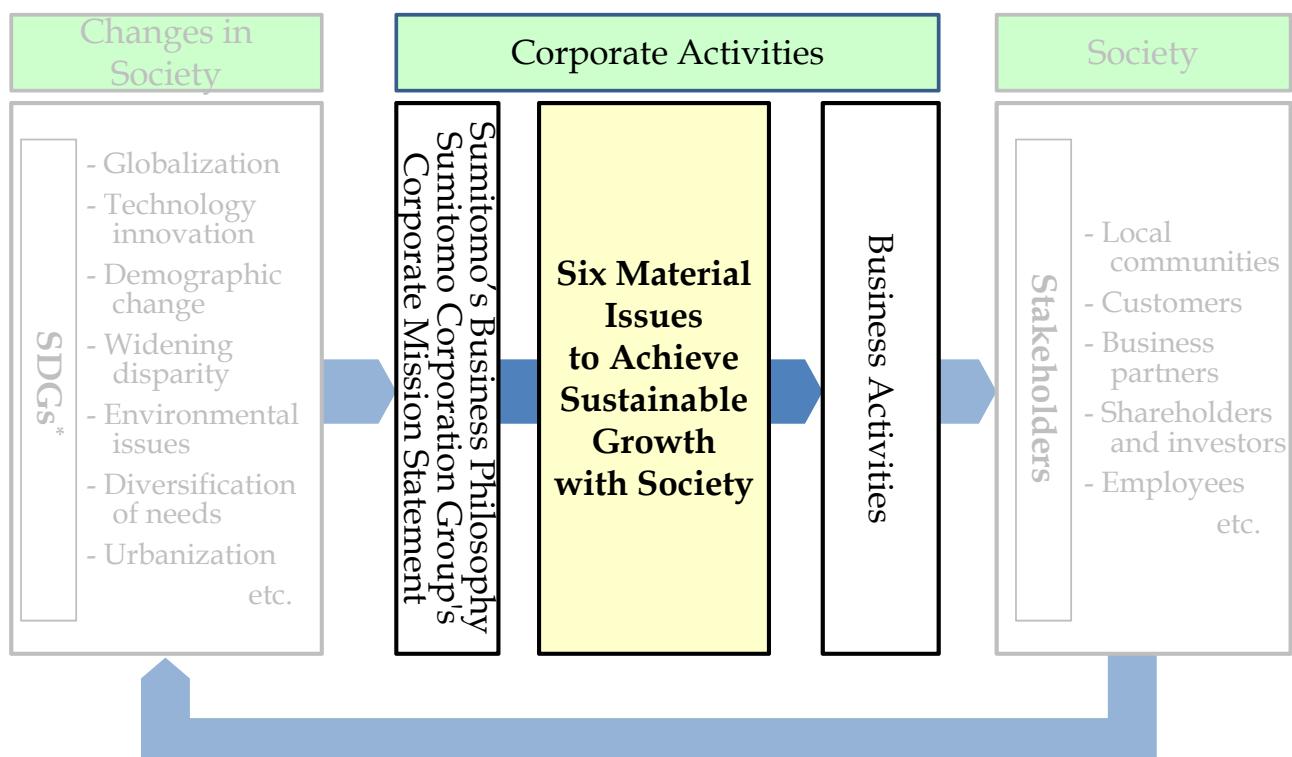 Changes in
Society
SDGs*
- Globalization
- Technology
innovation
- Demographic
change
- Widening
disparity
- Environmental
issues
- Diversification
of needs
- Urbanization
etc.
Corporate Activities
Sumitomo's Business Philosophy
Sumitomo Corporation Group's
Corporate Mission Statement
Six Material
Issues
to Achieve
Sustainable
Growth
with Society
Business Activities
Society
Stakeholders
- Local
communities
- Customers
- Business
partners
- Shareholders
and investors
- Employees
etc.